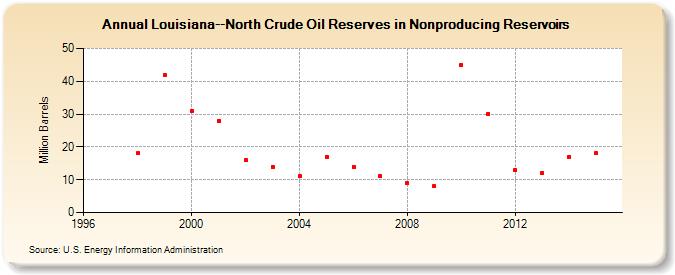 Annual Louisiana--North Crude Oil Reserves in Nonproducing Reservoirs
Million Barrels
50
40
30
20
10
0
1996 2000 2004 2008 2012
Source: U.S. Energy Information Administration